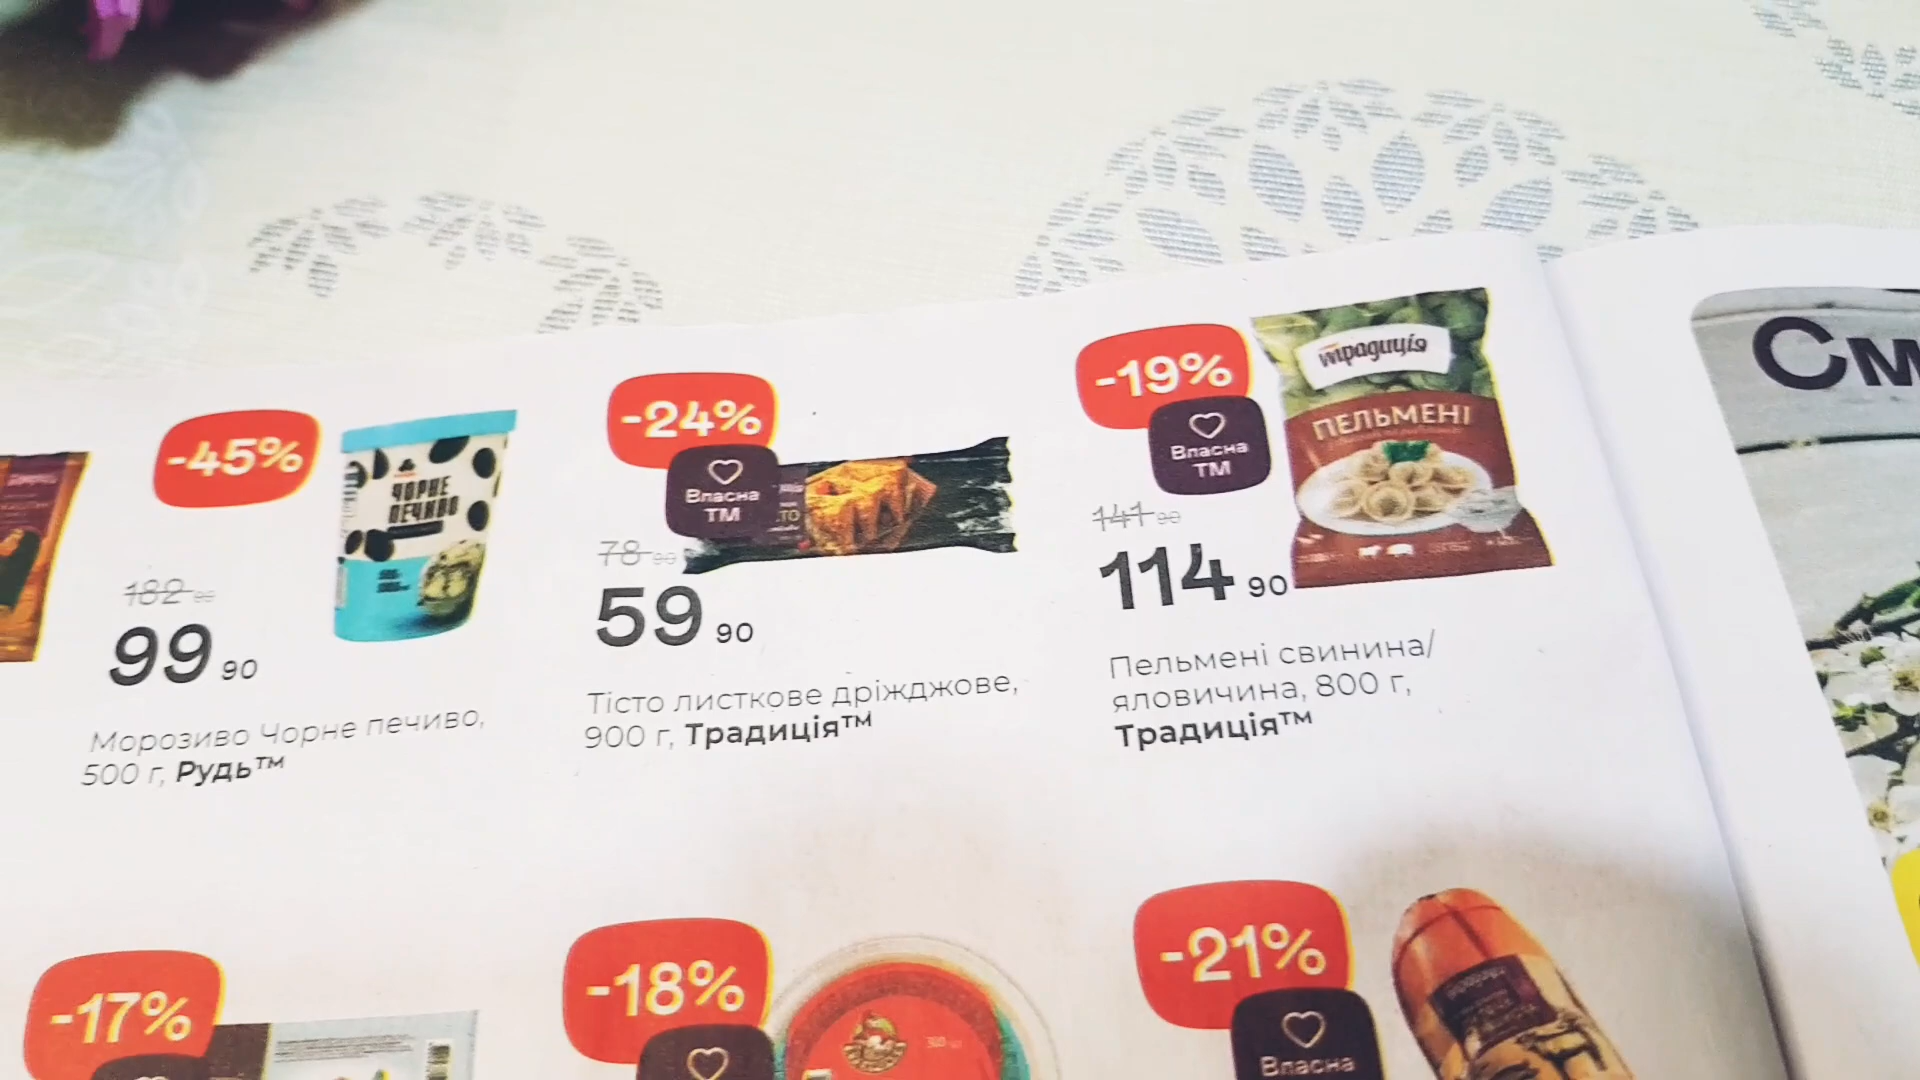 См
-45%
ЧОРНЕ
ПЕЧИВО
182 90
99 90
Морозиво Чорне печиво,
500 г, Рудь™
-24%
Власна
ТМ
78 90
59 90
Тісто листкове дріжджове,
900 г, Традиція™
-19%
Власна
ТМ
традиція
ПЕЛЬМЕНІ
141 90
114 90
Пельмені свинина/
яловичина, 800 г,
Традиція™
-17%
-18%
-21%
Власна